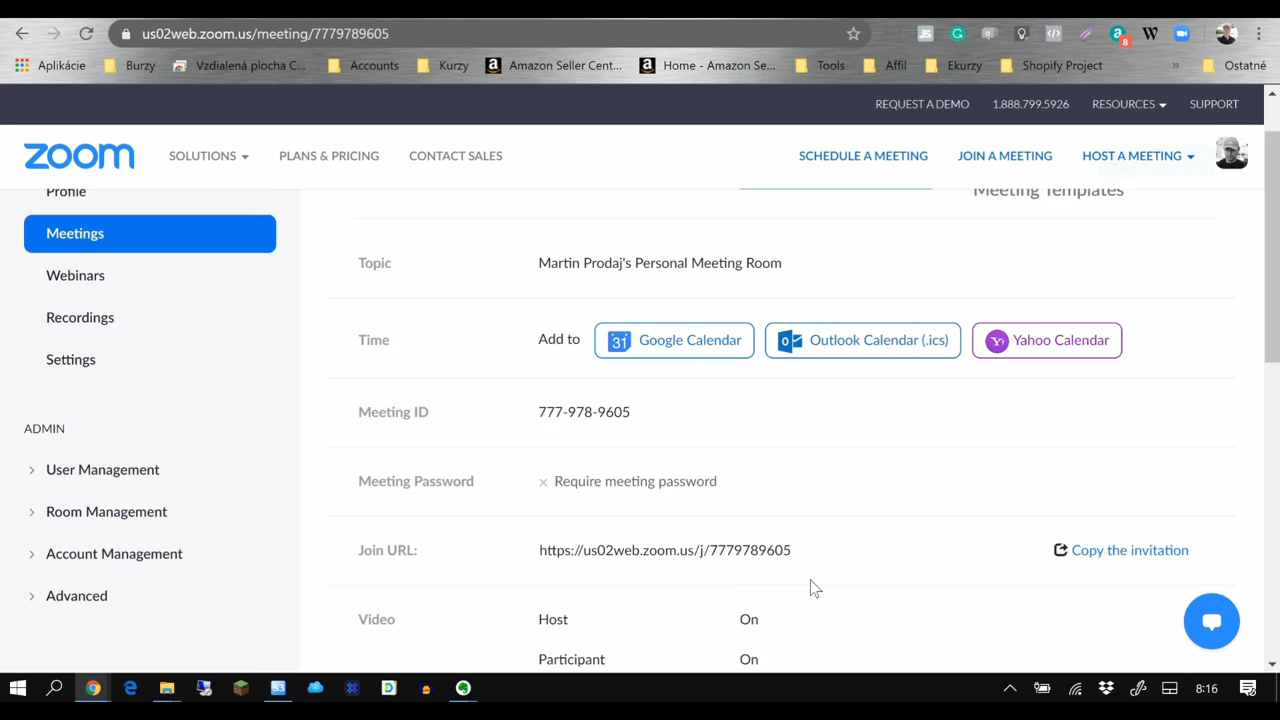 us02web.zoom.us/meeting/7779789605
8
Aplikácie Burzy Vzdialená plocha C... Accounts Kurzy Amazon Seller Cent... Home - Amazon Se... Tools Affil Ekurzy Shopify Project » Ostatné
REQUEST A DEMO 1.888.799.5926 RESOURCES SUPPORT
zoom SOLUTIONS PLANS & PRICING CONTACT SALES SCHEDULE A MEETING JOIN A MEETING HOST A MEETING
Profile
Meetings
Webinars
Recordings
Settings
ADMIN
User Management
Room Management
Account Management
Advanced
Meeting Templates
Topic Martin Prodaj's Personal Meeting Room
Time Add to 31 Google Calendar Outlook Calendar (.ics) Yahoo Calendar
Meeting ID 777-978-9605
Meeting Password × Require meeting password
Join URL: https://us02web.zoom.us/j/7779789605 Copy the invitation
Video Host On
Participant On
8:16